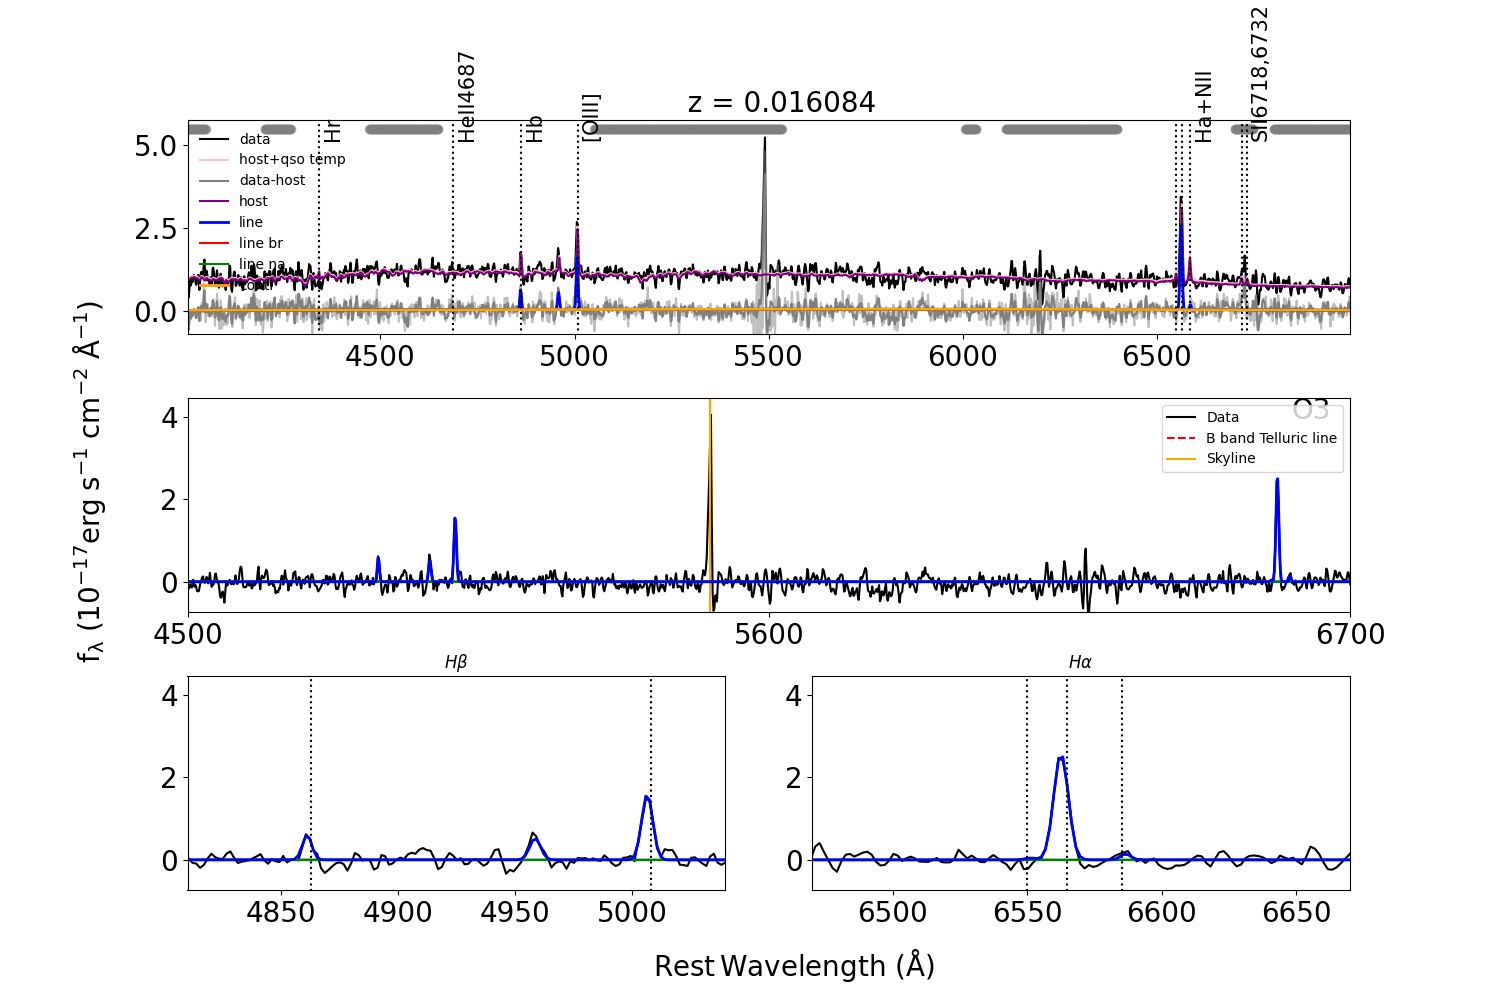 z = 0.016084
Hr
HeII4687
Hb
[OIII]
Ha+NII
SII6718,6732
5.0
2.5
0.0
data
host+qso temp
data-host
host
line
line br
line na
conti
4500
5000
5500
6000
6500
f_λ (10^−17 erg s^−1 cm^−2 Å^−1)
4
2
0
O3
Data
B band Telluric line
Skyline
4500
5600
6700
Hβ
4
2
0
4850
4900
4950
5000
Hα
4
2
0
6500
6550
6600
6650
Rest Wavelength (Å)